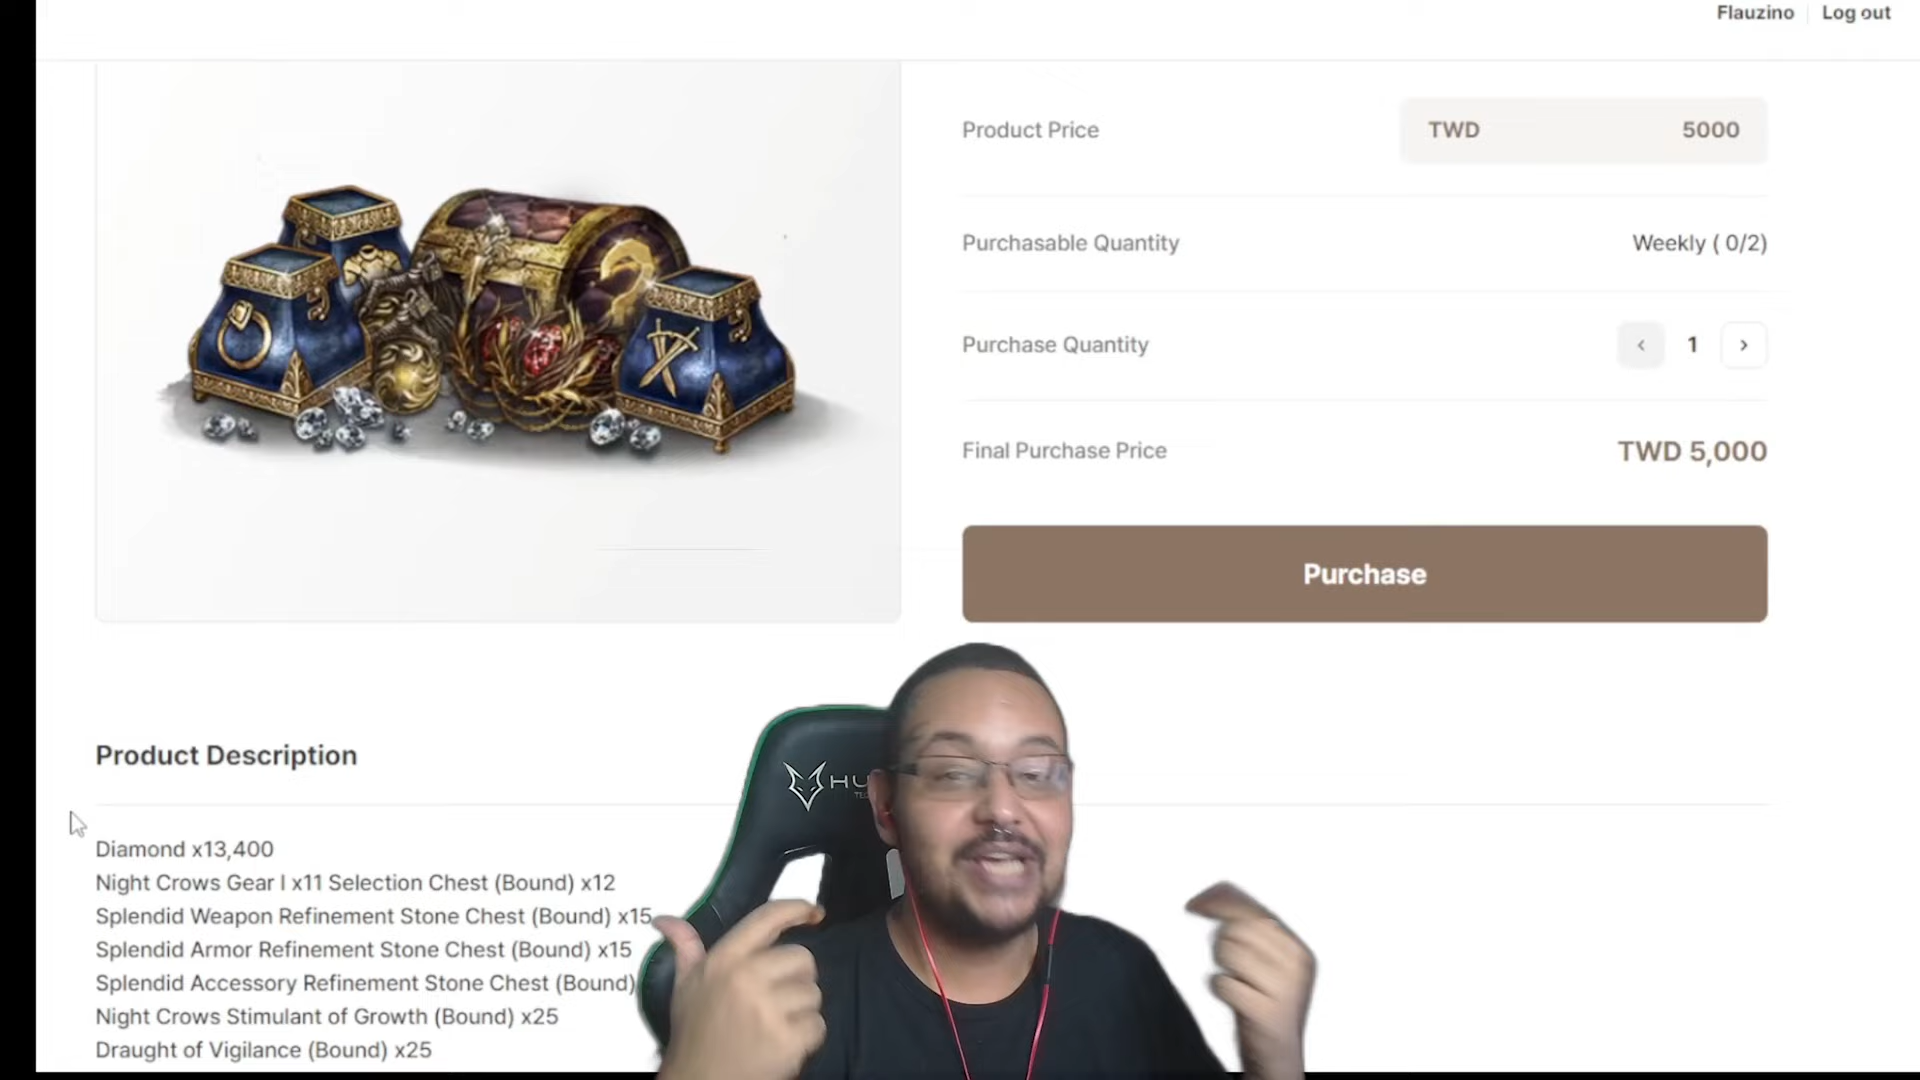 Flauzino
Log out
Product Price
TWD 5000
Purchasable Quantity
Weekly ( 0/2)
Purchase Quantity
1
Final Purchase Price
TWD 5,000
Purchase
Product Description
Diamond x13,400
Night Crows Gear I x11 Selection Chest (Bound) x12
Splendid Weapon Refinement Stone Chest (Bound) x15
Splendid Armor Refinement Stone Chest (Bound) x15
Splendid Accessory Refinement Stone Chest (Bound)
Night Crows Stimulant of Growth (Bound) x25
Draught of Vigilance (Bound) x25
HU